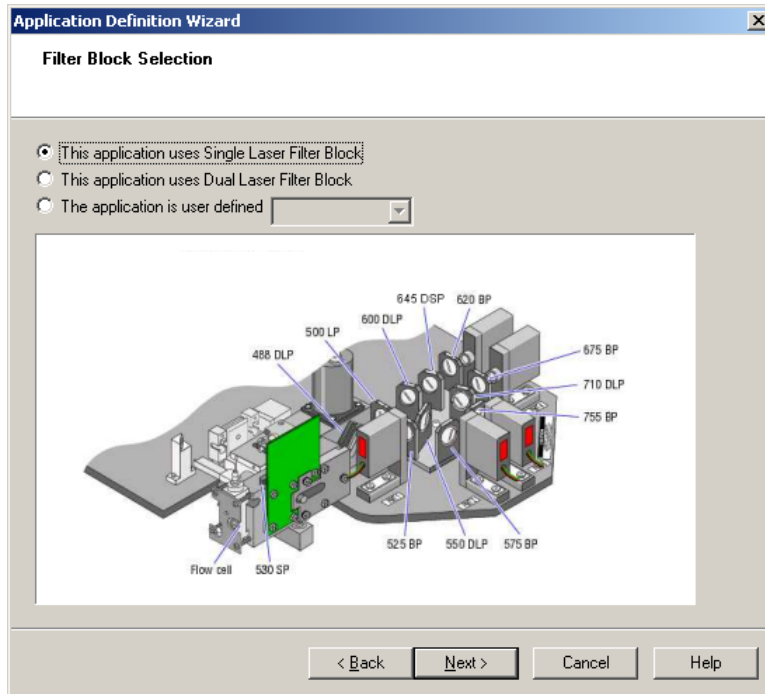 Application Definition Wizard
Filter Block Selection
This application uses Single Laser Filter Block
This application uses Dual Laser Filter Block
The application is user defined
645 DSP
620 BP
600 DLP
500 LP
488 DLP
675 BP
710 DLP
755 BP
525 BP
550 DLP
575 BP
Flow cell
530 SP
< Back
Next >
Cancel
Help